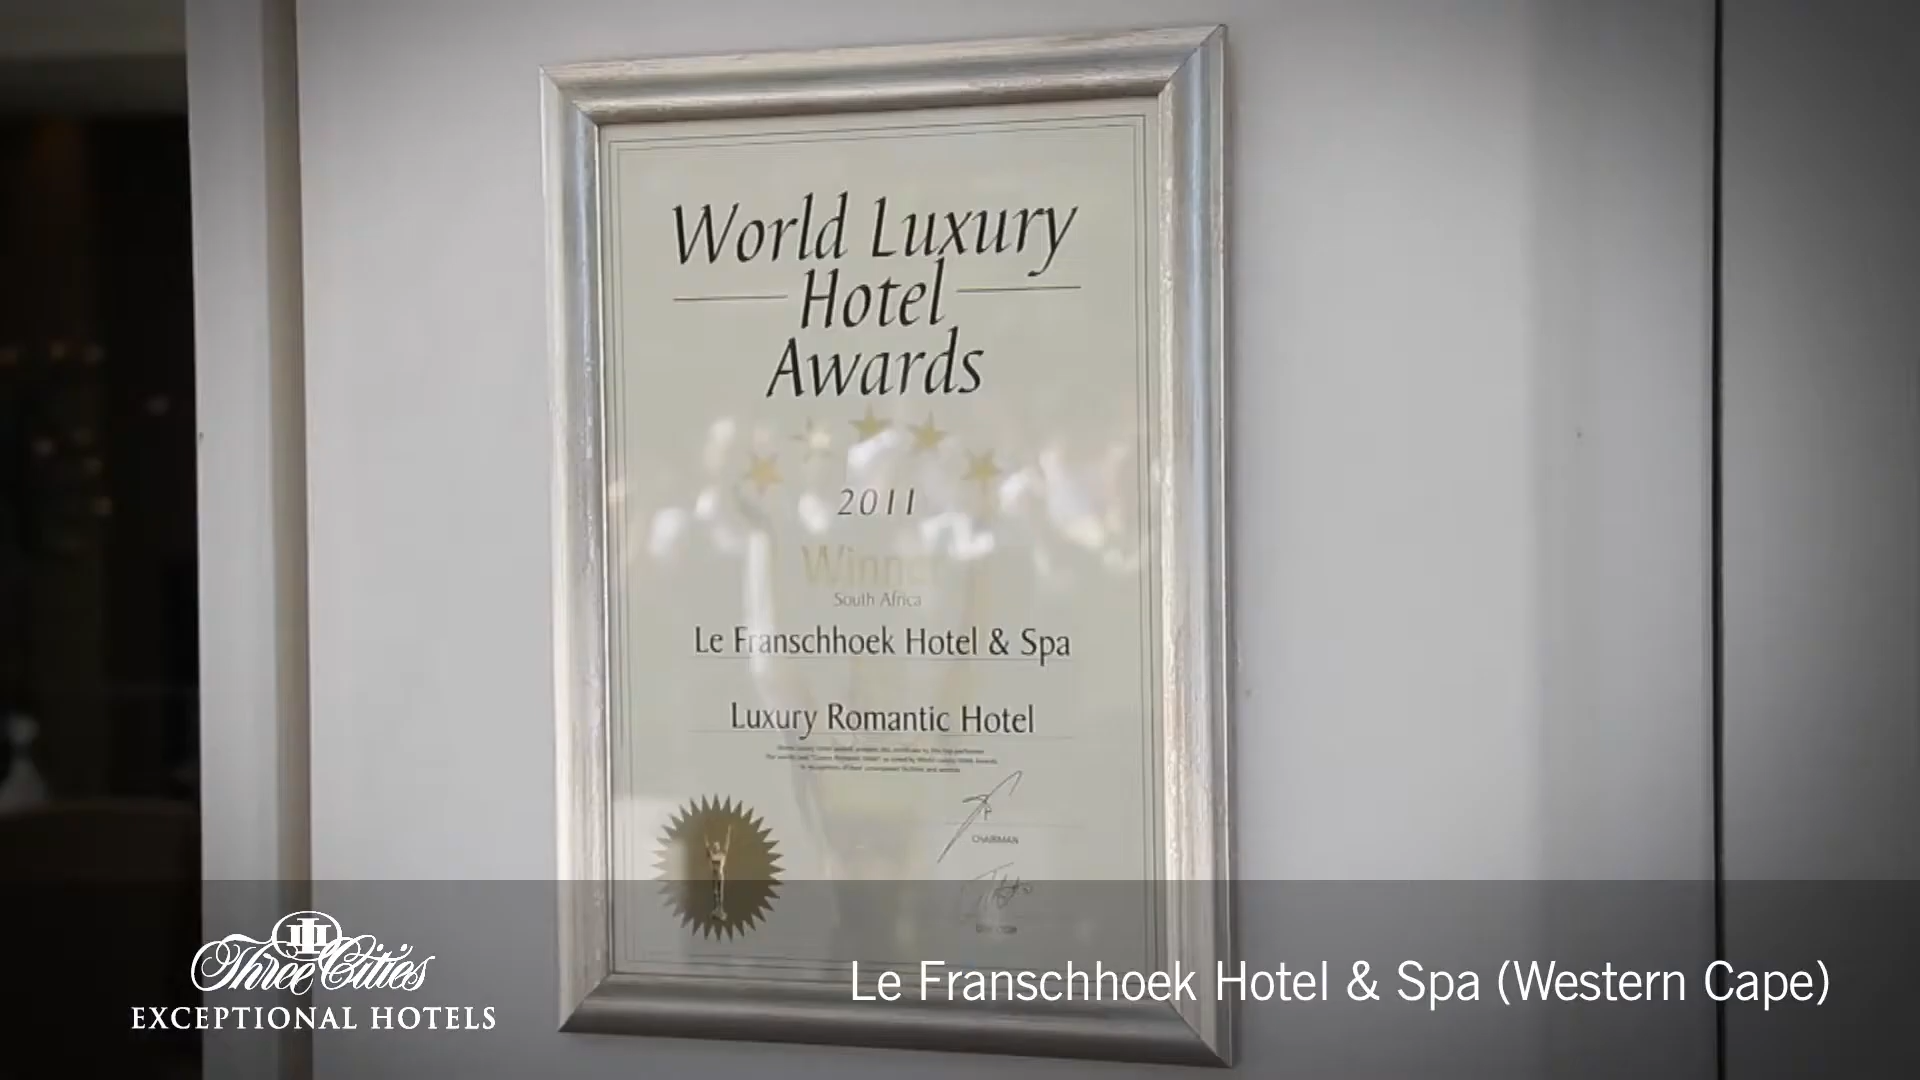 World Luxury
Hotel
Awards
2011
Winner
South Africa
Le Franschhoek Hotel & Spa
Luxury Romantic Hotel
CHAIRMAN
III
Three Cities
EXCEPTIONAL HOTELS
Le Franschhoek Hotel & Spa (Western Cape)